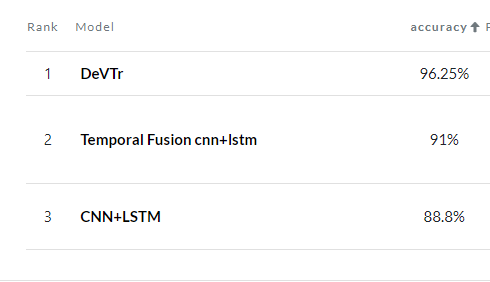 Rank Model accuracy
1 DeVTr 96.25%
2 Temporal Fusion cnn+lstm 91%
3 CNN+LSTM 88.8%